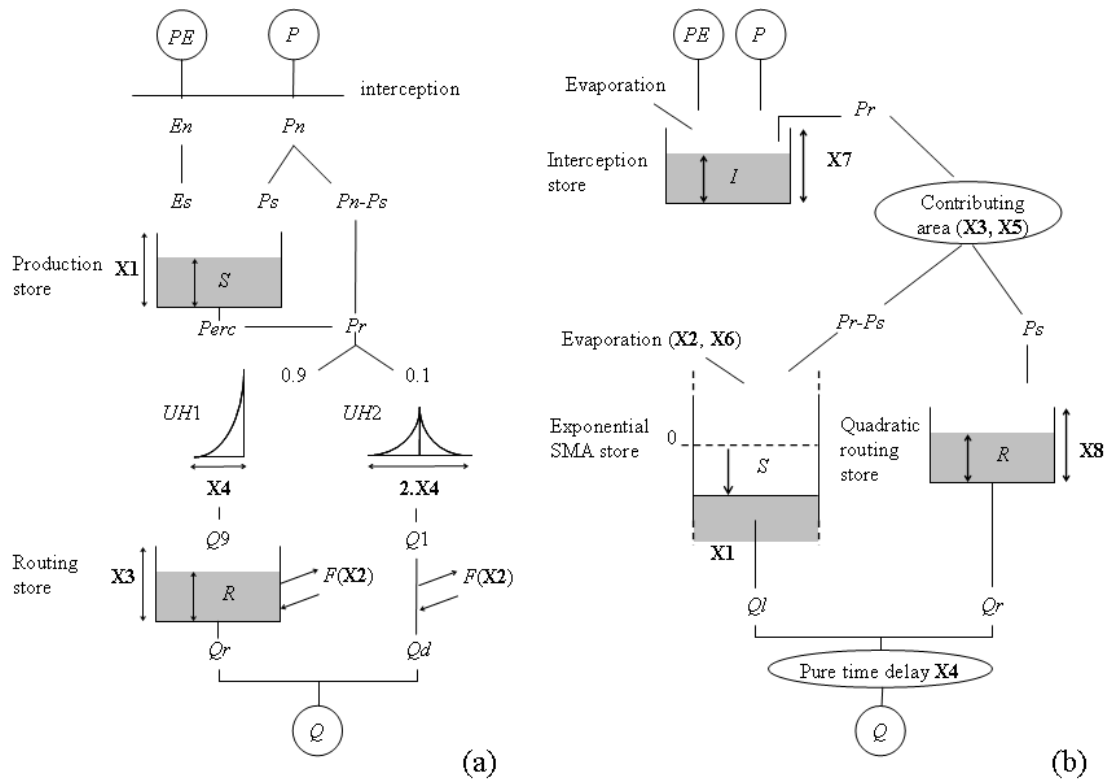 PE
P
interception
En
Pn
Es
Ps
Pn-Ps
Production
store
X1
S
Perc
Pr
0.9
0.1
UH1
UH2
X4
2.X4
Q9
Q1
Routing
store
X3
R
F(X2)
F(X2)
Qr
Qd
Q
(a)
PE
P
Evaporation
Pr
Interception
store
I
X7
Contributing
area (X3, X5)
Pr-Ps
Ps
Evaporation (X2, X6)
Exponential
SMA store
0
S
X1
Quadratic
routing
store
R
X8
Ql
Qr
Pure time delay X4
Q
(b)